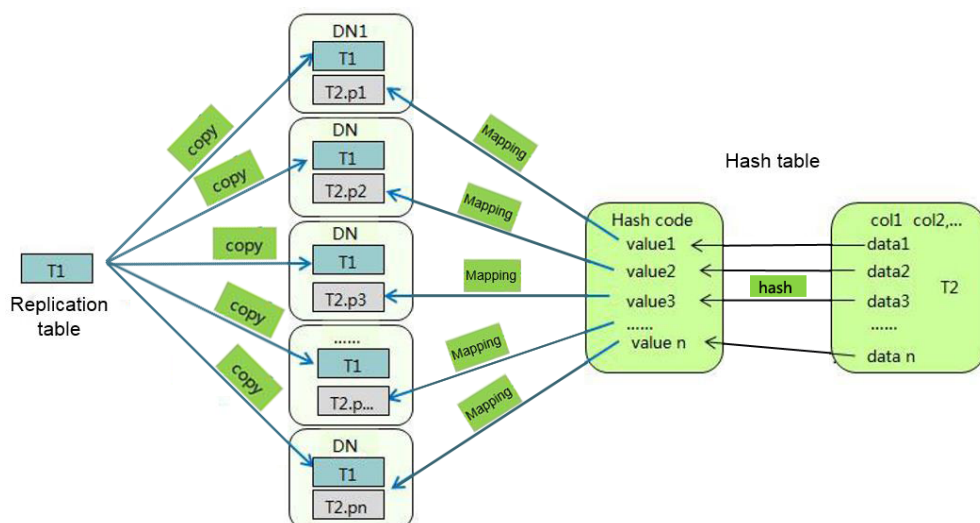 DN1
T1
T2.p1
DN
T1
T2.p2
DN
T1
T2.p3
......
T1
T2.p...
DN
T1
T2.pn
T1
Replication
table
copy
copy
copy
copy
copy
Mapping
Mapping
Mapping
Mapping
Mapping
Hash table
Hash code
value1
value2
value3
......
value n
hash
col1 col2,...
data1
data2
data3
......
data n
T2